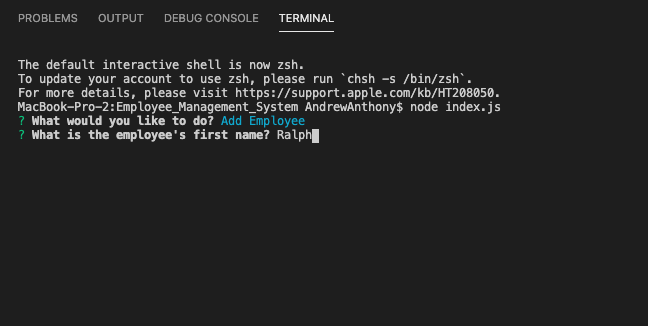 PROBLEMS OUTPUT DEBUG CONSOLE TERMINAL
The default interactive shell is now zsh.
To update your account to use zsh, please run `chsh -s /bin/zsh`.
For more details, please visit https://support.apple.com/kb/HT208050.
MacBook-Pro-2:Employee_Management_System AndrewAnthony$ node index.js
? What would you like to do? Add Employee
? What is the employee's first name? Ralph